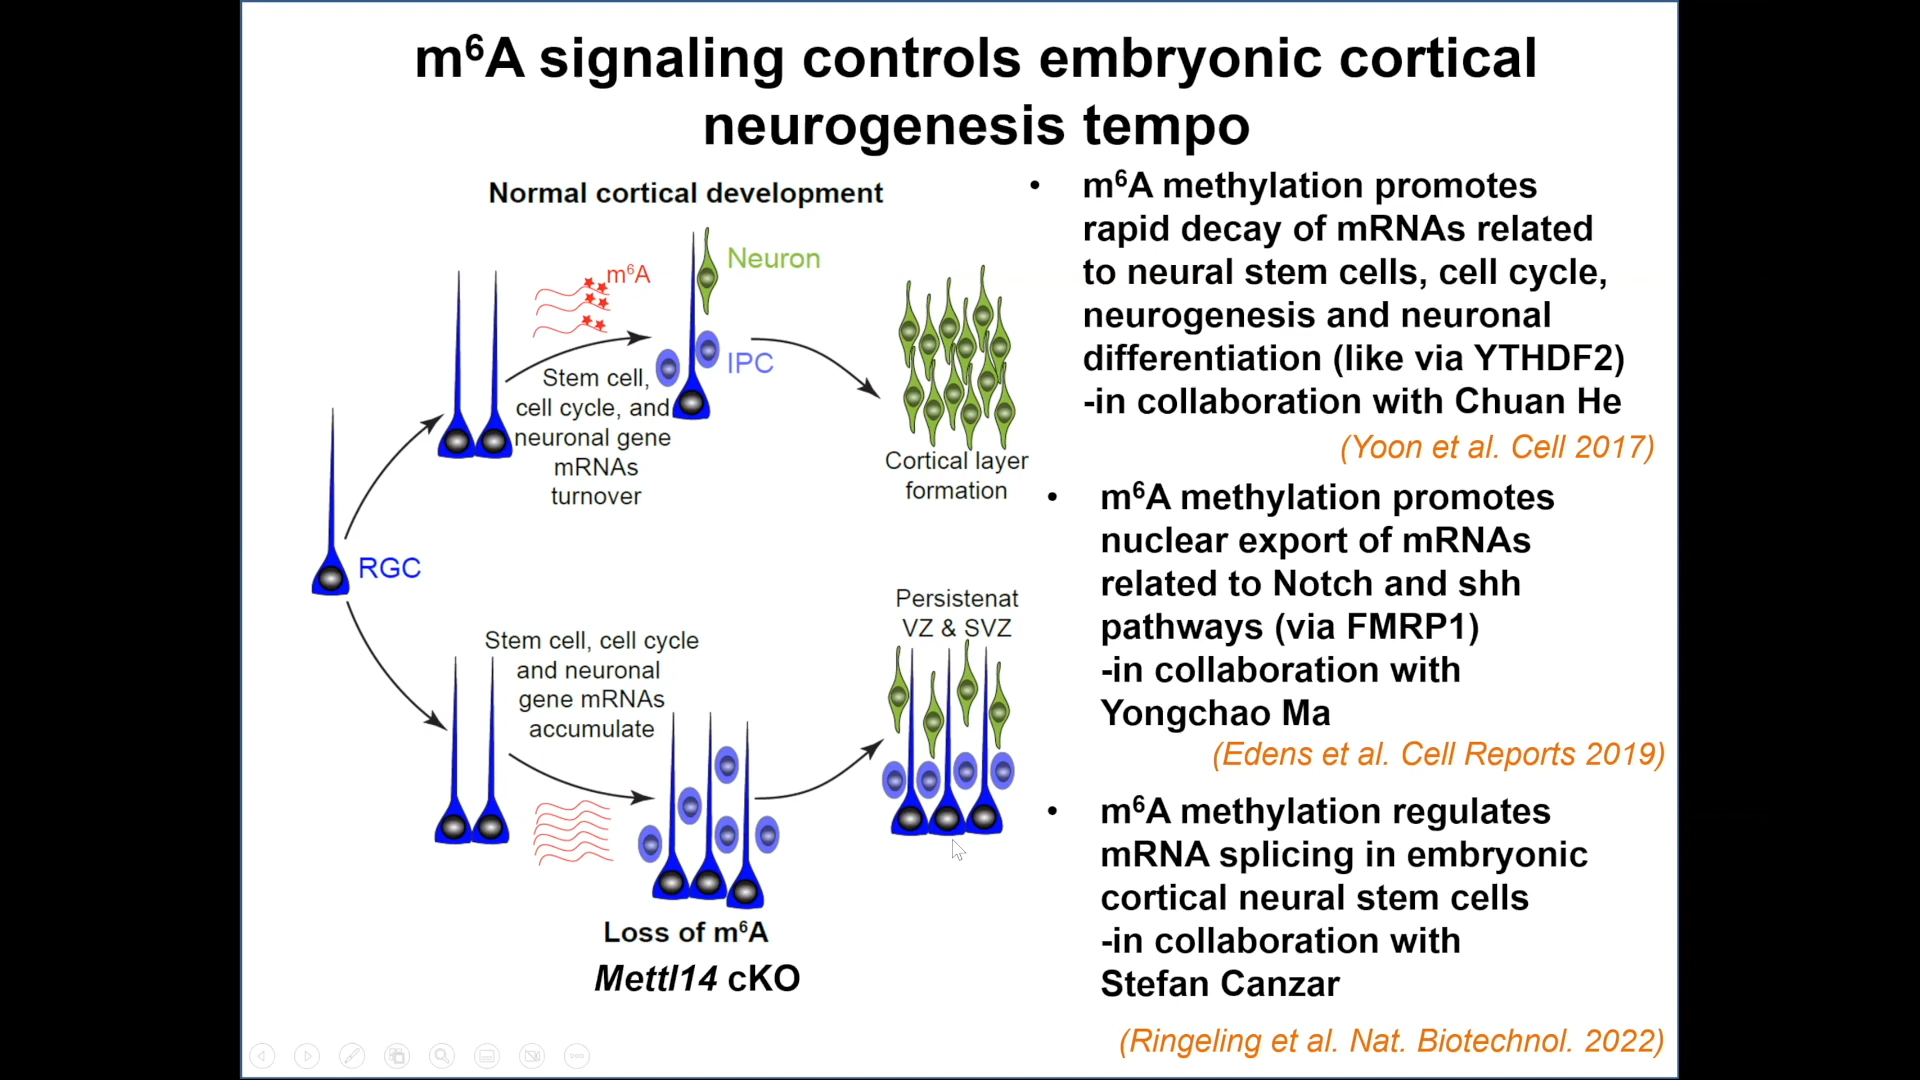 m⁶A signaling controls embryonic cortical
neurogenesis tempo
Normal cortical development
Neuron
m⁶A
IPC
Stem cell,
cell cycle, and
neuronal gene
mRNAs
turnover
Cortical layer
formation
RGC
Stem cell, cell cycle
and neuronal
gene mRNAs
accumulate
Persistenat
VZ & SVZ
Loss of m⁶A
Mettl14 cKO
• m⁶A methylation promotes
rapid decay of mRNAs related
to neural stem cells, cell cycle,
neurogenesis and neuronal
differentiation (like via YTHDF2)
-in collaboration with Chuan He
(Yoon et al. Cell 2017)
• m⁶A methylation promotes
nuclear export of mRNAs
related to Notch and shh
pathways (via FMRP1)
-in collaboration with
Yongchao Ma
(Edens et al. Cell Reports 2019)
• m⁶A methylation regulates
mRNA splicing in embryonic
cortical neural stem cells
-in collaboration with
Stefan Canzar
(Ringeling et al. Nat. Biotechnol. 2022)